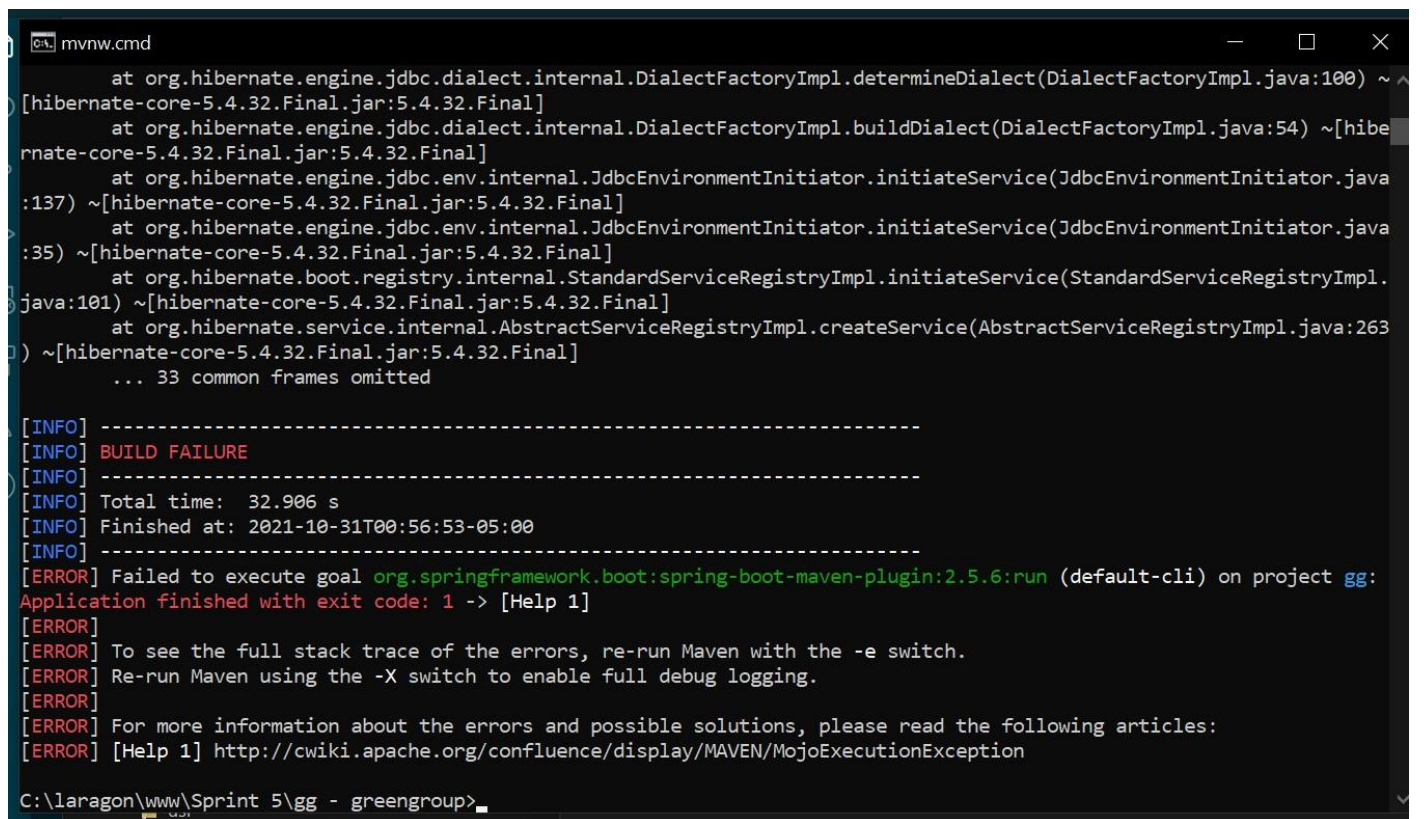 mvnw.cmd
at org.hibernate.engine.jdbc.dialect.internal.DialectFactoryImpl.determineDialect(DialectFactoryImpl.java:100) ~
[hibernate-core-5.4.32.Final.jar:5.4.32.Final]
at org.hibernate.engine.jdbc.dialect.internal.DialectFactoryImpl.buildDialect(DialectFactoryImpl.java:54) ~[hibe
rnate-core-5.4.32.Final.jar:5.4.32.Final]
at org.hibernate.engine.jdbc.env.internal.JdbcEnvironmentInitiator.initiateService(JdbcEnvironmentInitiator.java
:137) ~[hibernate-core-5.4.32.Final.jar:5.4.32.Final]
at org.hibernate.engine.jdbc.env.internal.JdbcEnvironmentInitiator.initiateService(JdbcEnvironmentInitiator.java
:35) ~[hibernate-core-5.4.32.Final.jar:5.4.32.Final]
at org.hibernate.boot.registry.internal.StandardServiceRegistryImpl.initiateService(StandardServiceRegistryImpl.
java:101) ~[hibernate-core-5.4.32.Final.jar:5.4.32.Final]
at org.hibernate.service.internal.AbstractServiceRegistryImpl.createService(AbstractServiceRegistryImpl.java:263
) ~[hibernate-core-5.4.32.Final.jar:5.4.32.Final]
... 33 common frames omitted
[INFO] ------------------------------------------------------------------------
[INFO] BUILD FAILURE
[INFO] ------------------------------------------------------------------------
[INFO] Total time:  32.906 s
[INFO] Finished at: 2021-10-31T00:56:53-05:00
[INFO] ------------------------------------------------------------------------
[ERROR] Failed to execute goal org.springframework.boot:spring-boot-maven-plugin:2.5.6:run (default-cli) on project gg:
Application finished with exit code: 1 -> [Help 1]
[ERROR]
[ERROR] To see the full stack trace of the errors, re-run Maven with the -e switch.
[ERROR] Re-run Maven using the -X switch to enable full debug logging.
[ERROR]
[ERROR] For more information about the errors and possible solutions, please read the following articles:
[ERROR] [Help 1] http://cwiki.apache.org/confluence/display/MAVEN/MojoExecutionException
C:\laragon\www\Sprint 5\gg - greengroup>